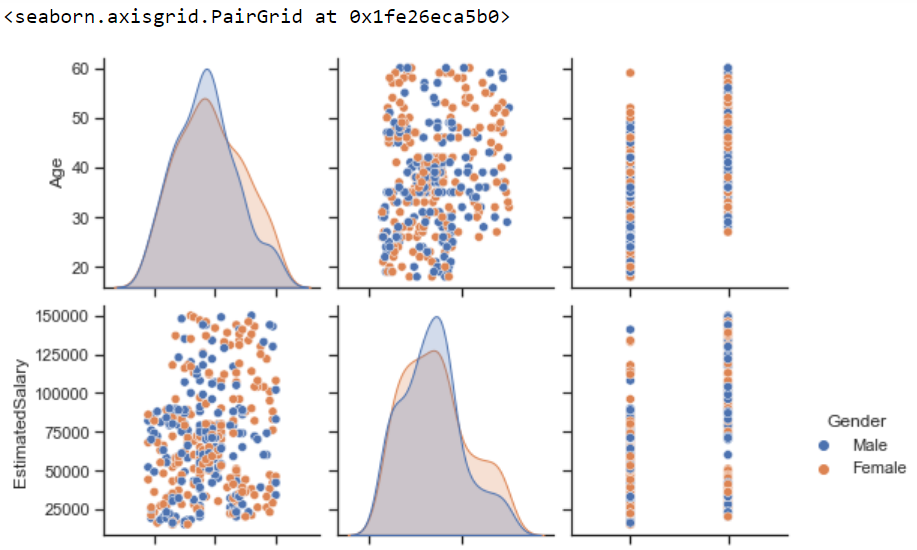 <seaborn.axisgrid.PairGrid at 0x1fe26eca5b0>
60
50
40
30
20
Age
150000
125000
100000
75000
50000
25000
EstimatedSalary
Gender
Male
Female